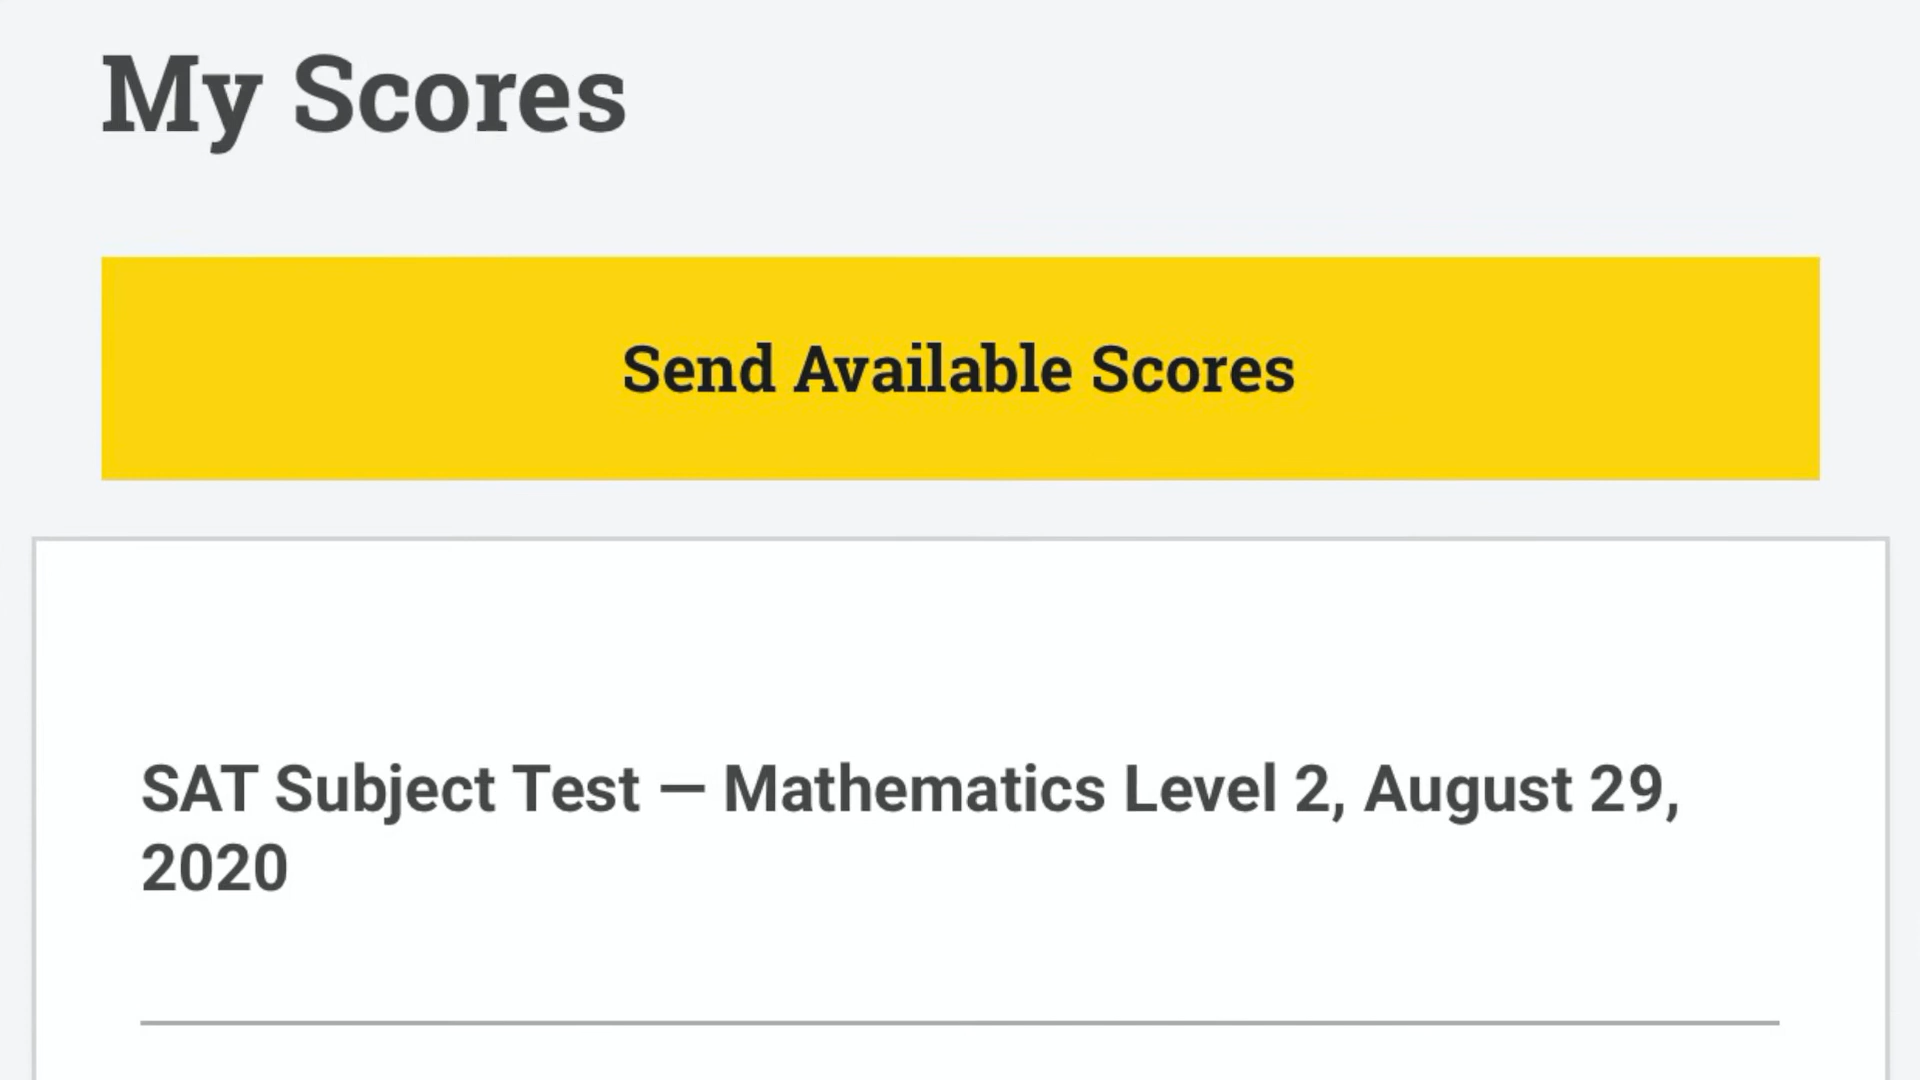 My Scores
Send Available Scores
SAT Subject Test — Mathematics Level 2, August 29,
2020